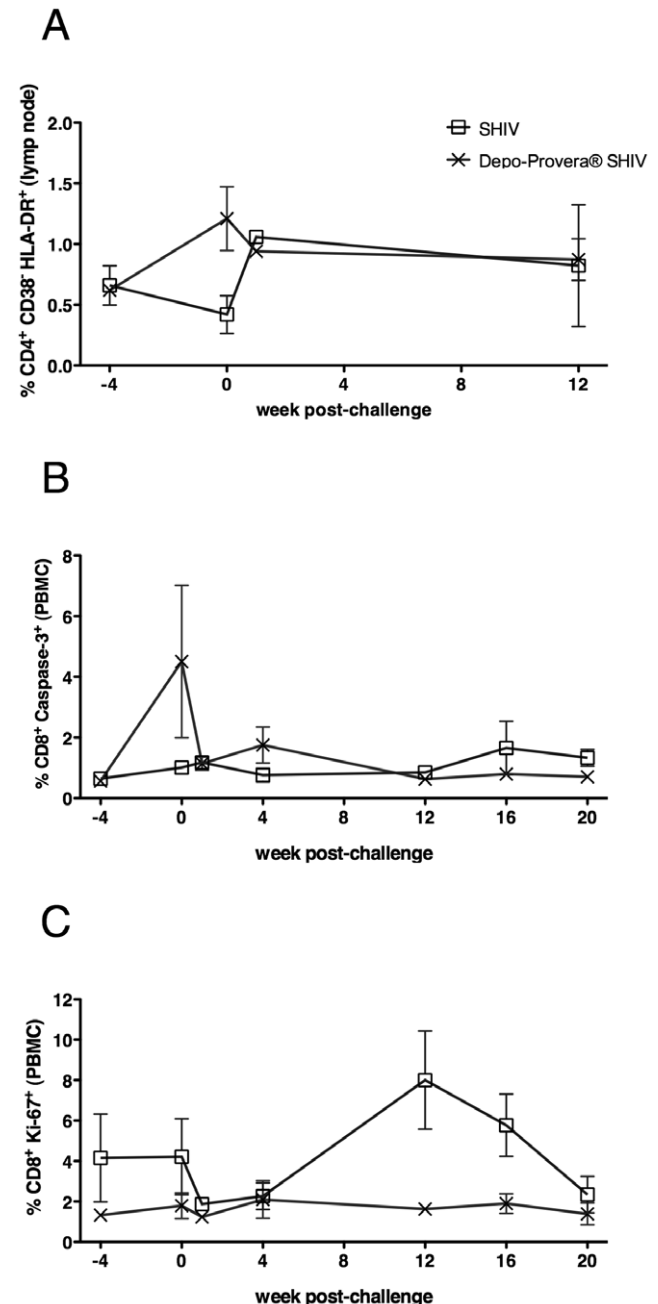 A
% CD4⁺ CD38⁻ HLA-DR⁺ (lymp node)
2.0
1.5
1.0
0.5
0.0
SHIV
Depo-Provera® SHIV
-4 0 4 8 12
week post-challenge
B
% CD8⁺ Caspase-3⁺ (PBMC)
8
6
4
2
0
-4 0 4 8 12 16 20
week post-challenge
C
% CD8⁺ Ki-67⁺ (PBMC)
12
10
8
6
4
2
0
-4 0 4 8 12 16 20
week post-challenge